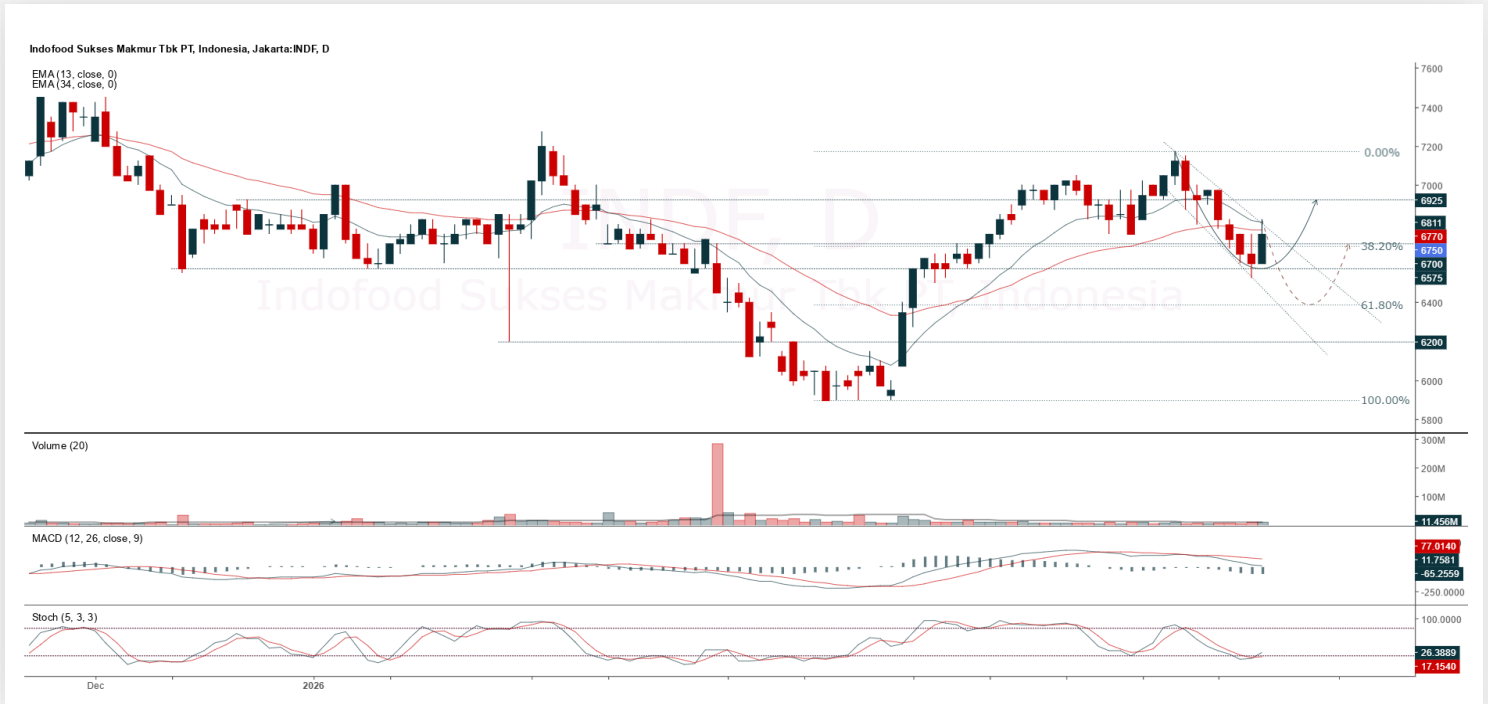 Indofood Sukses Makmur Tbk PT, Indonesia, Jakarta:INDF, D
EMA (13, close, 0)
EMA (34, close, 0)
INDF, D
Indofood Sukses Makmur Tbk PT Indonesia
7600
7400
7200
0.00%
7000
6925
6811
6770
38.20%
6750
6700
6575
6400
61.80%
6200
6000
100.00%
5800
Volume (20)
300M
200M
100M
11.456M
MACD (12, 26, close, 9)
77.0140
11.7581
-65.2559
-250.0000
Stoch (5, 3, 3)
100.0000
26.3889
17.1540
Dec
2026